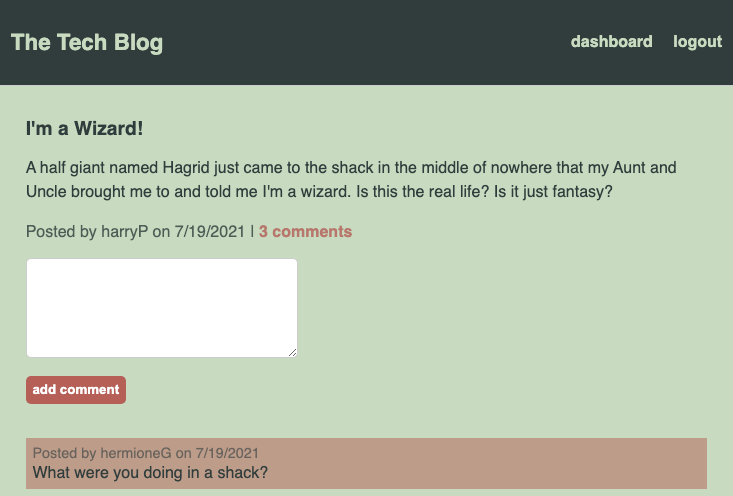 The Tech Blog
dashboard logout
I'm a Wizard!
A half giant named Hagrid just came to the shack in the middle of nowhere that my Aunt and
Uncle brought me to and told me I'm a wizard. Is this the real life? Is it just fantasy?
Posted by harryP on 7/19/2021 | 3 comments
add comment
Posted by hermioneG on 7/19/2021
What were you doing in a shack?